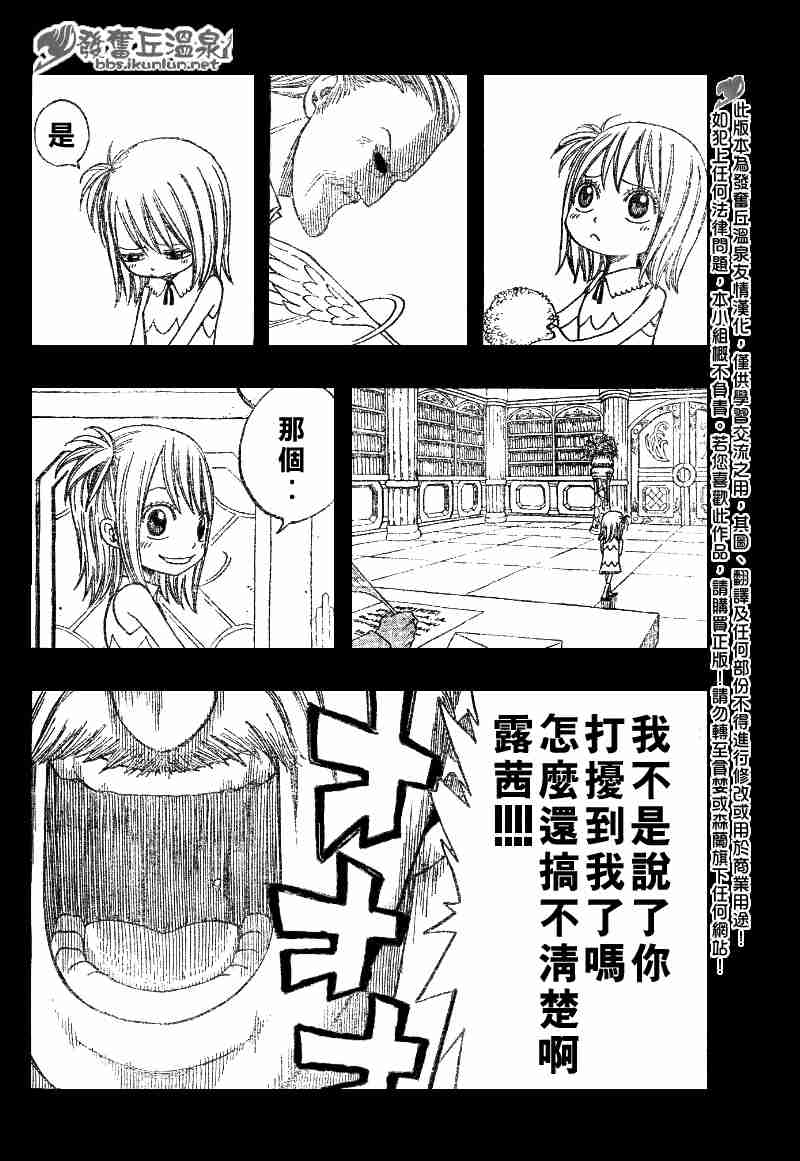 發奮丘溫泉
bbs.ikunlun.net
此版本為發奮丘溫泉友情漢化，僅供學習交流之用，其圖、翻譯及任何部份不得進行修改或用於商業用途！
如犯上任何法律問題，本小組概不負責。若您喜歡此作品，請購買正版！請勿轉至貪婪或森蘭旗下任何網站！
是
那個‥
我不是說了你
打擾到我了嗎
怎麼還搞不清楚啊
露茜!!!!